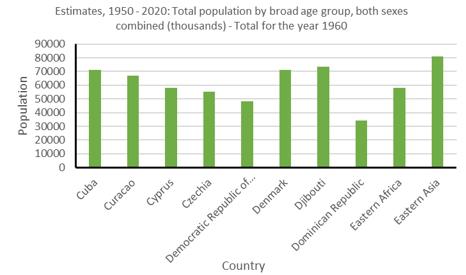 Estimates, 1950 - 2020: Total population by broad age group, both sexes
combined (thousands) - Total for the year 1960
90000
80000
70000
60000
50000
40000
30000
20000
10000
0
Population
Cuba
Curacao
Cyprus
Czechia
Democratic Republic of...
Denmark
Djibouti
Dominican Republic
Eastern Africa
Eastern Asia
Country